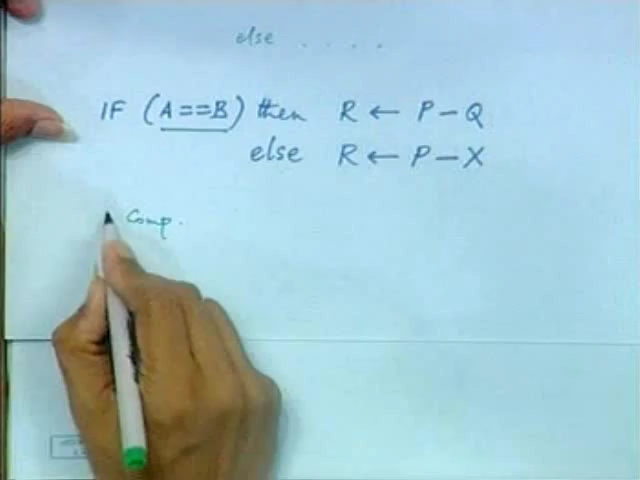 else . . . .
IF (A==B) then R ← P – Q
else R ← P – X
Comp.